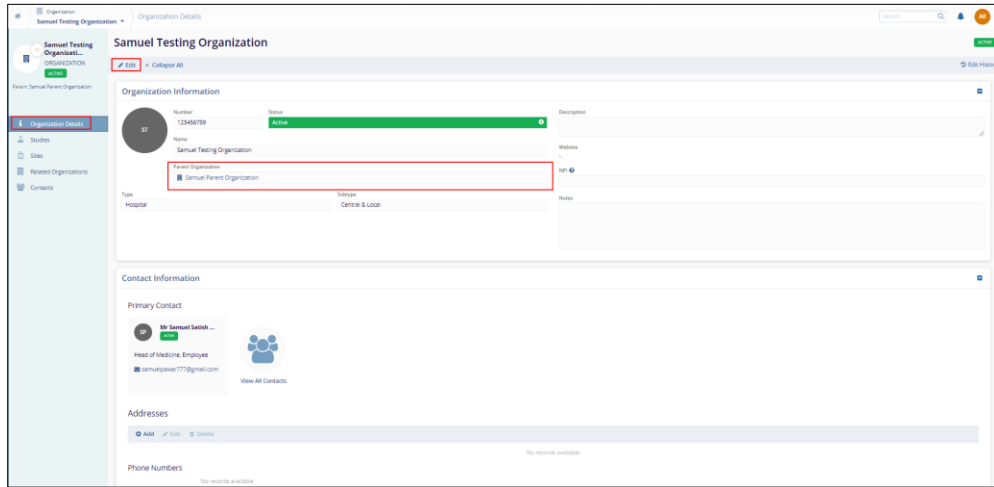 Organization
Samuel Testing Organization
Organization Details
Search
AG
Samuel Testing
Organizati...
ORGANIZATION
ACTIVE
Parent Samuel Parent Organization
Organization Details
Studies
Sites
Related Organizations
Contacts
Samuel Testing Organization
ACTIVE
Edit
Collapse All
Edit Histo
Organization Information
ST
Number
123456789
Status
Active
Name
Samuel Testing Organization
Parent Organization
Samuel Parent Organization
Type
Hospital
Subtype
Central & Local
Description
Website
-
NPI
Notes
Contact Information
Primary Contact
SP
Mr Samuel Satish ...
ACTIVE
Head of Medicine, Employee
samuelpawar777@gmail.com
View All Contacts
Addresses
Add Edit Delete
No records available
Phone Numbers
No records available